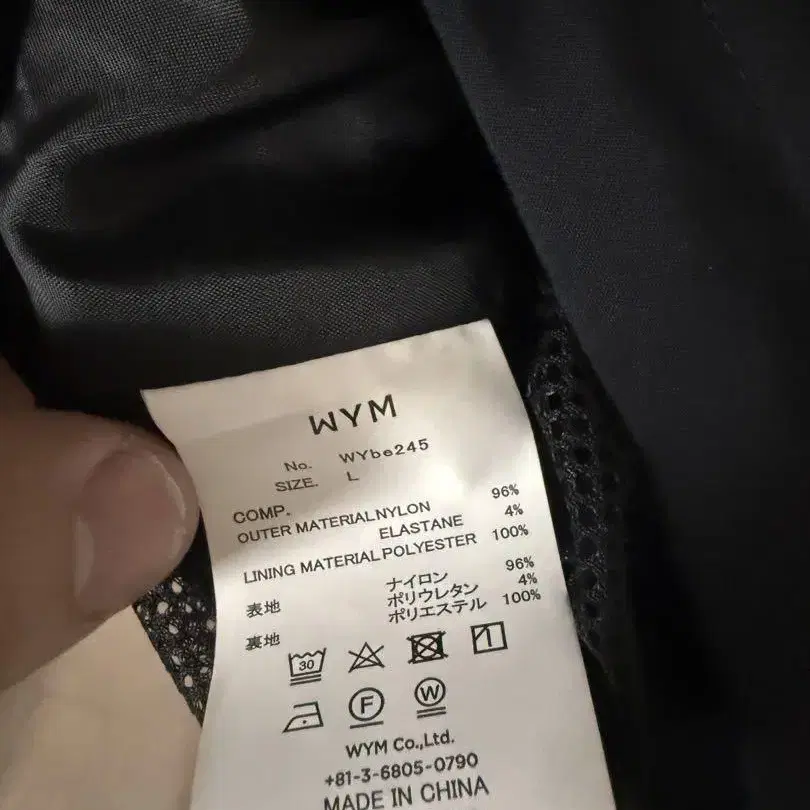 WYM
No. WYbe245
SIZE. L
COMP.
OUTER MATERIAL NYLON 96%
ELASTANE 4%
LINING MATERIAL POLYESTER 100%
表地 ナイロン 96%
ポリウレタン 4%
裏地 ポリエステル 100%
30
F W
WYM Co.,Ltd.
+81-3-6805-0790
MADE IN CHINA